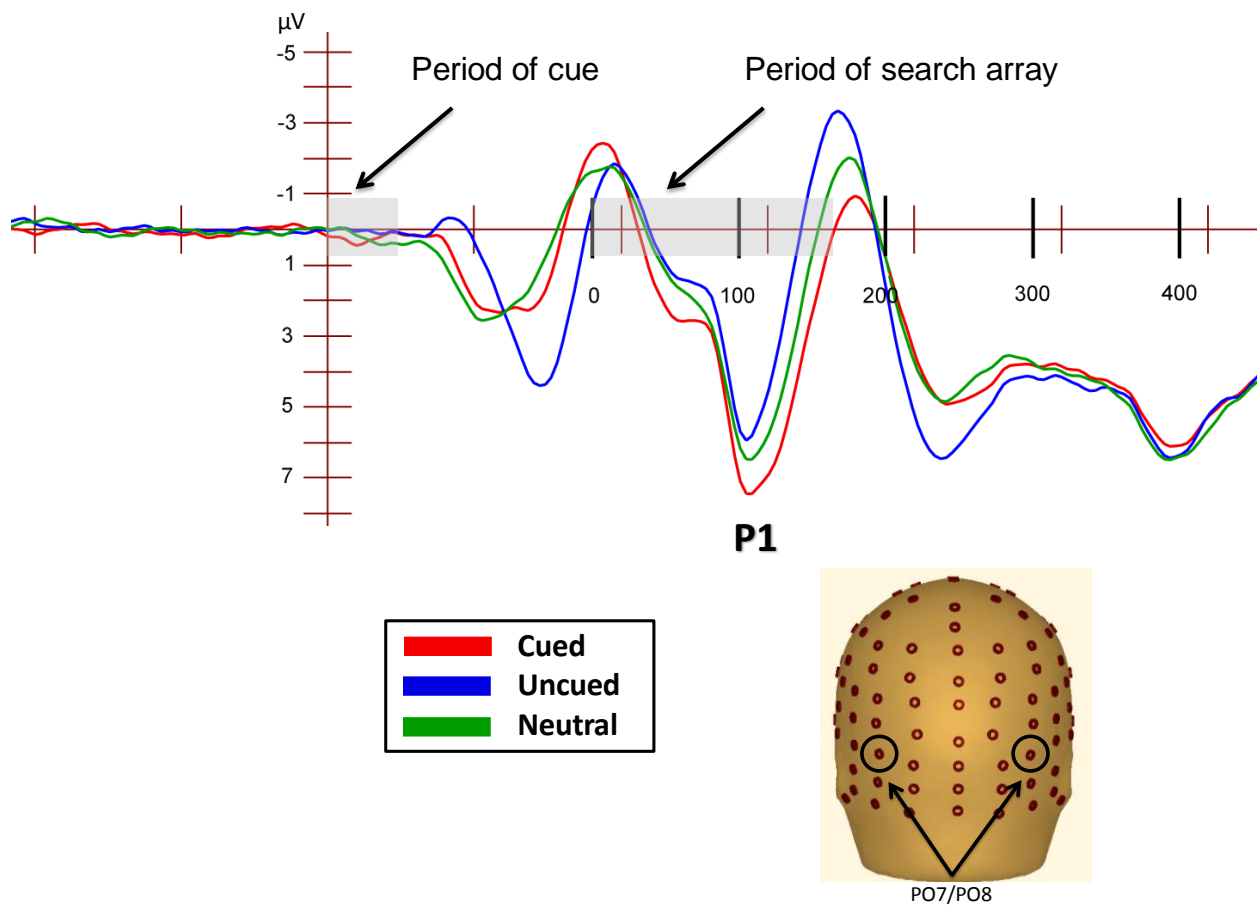 µV
-5
Period of cue
Period of search array
-3
-1
1
0
100
200
300
400
3
5
7
P1
Cued
Uncued
Neutral
PO7/PO8